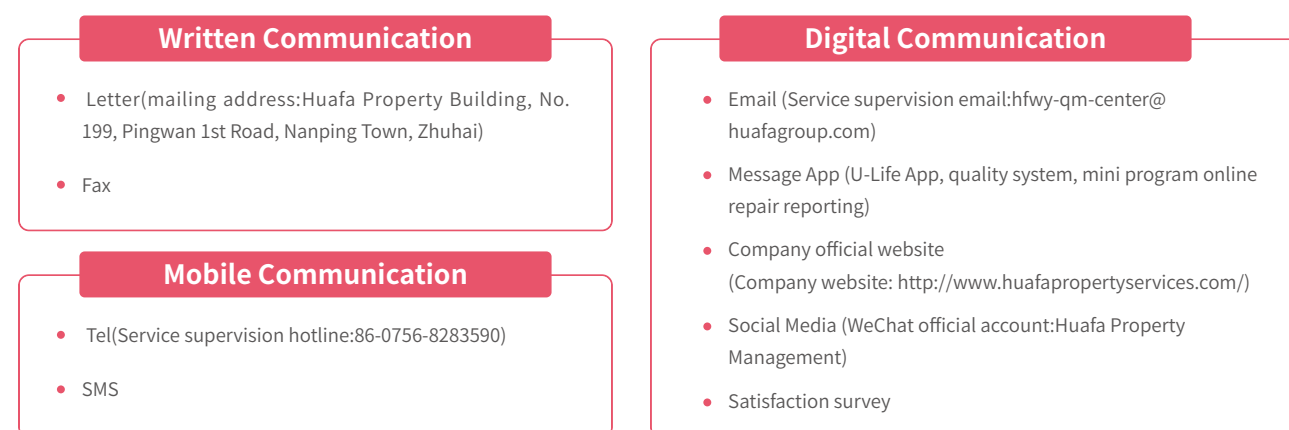 Written Communication
Letter(mailing address:Huafa Property Building, No.
199, Pingwan 1st Road, Nanping Town, Zhuhai)
Fax
Mobile Communication
Tel(Service supervision hotline:86-0756-8283590)
SMS
Digital Communication
Email (Service supervision email:hfwy-qm-center@
huafagroup.com)
Message App (U-Life App, quality system, mini program online
repair reporting)
Company official website
(Company website: http://www.huafapropertyservices.com/)
Social Media (WeChat official account:Huafa Property
Management)
Satisfaction survey